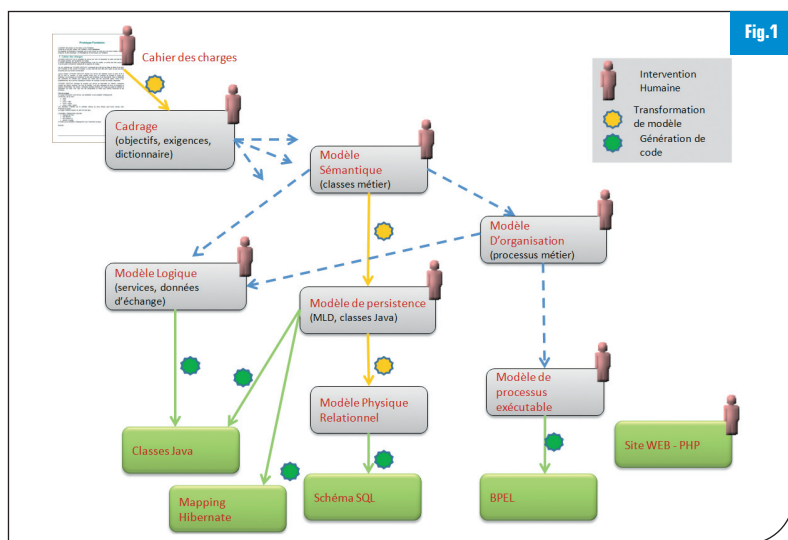 Fig.1
Cahier des charges
Intervention
Humaine
Transformation
de modèle
Génération de
code
Cadrage
(objectifs, exigences,
dictionnaire)
Modèle
Sémantique
(classes métier)
Modèle
D'organisation
(processus métier)
Modèle Logique
(services, données
d'échange)
Modèle de persistence
(MLD, classes Java)
Modèle de
processus
exécutable
Modèle Physique
Relationnel
Site WEB - PHP
Classes Java
Mapping
Hibernate
Schéma SQL
BPEL